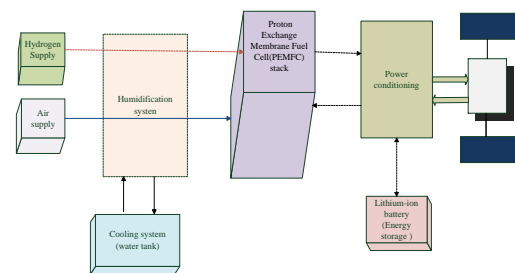 Hydrogen
Supply
Air
supply
Humidification
systen
Cooling system
(water tank)
Proton
Exchange
Membrane Fuel
Cell(PEMFC)
stack
Power
conditioning
Lithium-ion
battery
(Energy
storage )